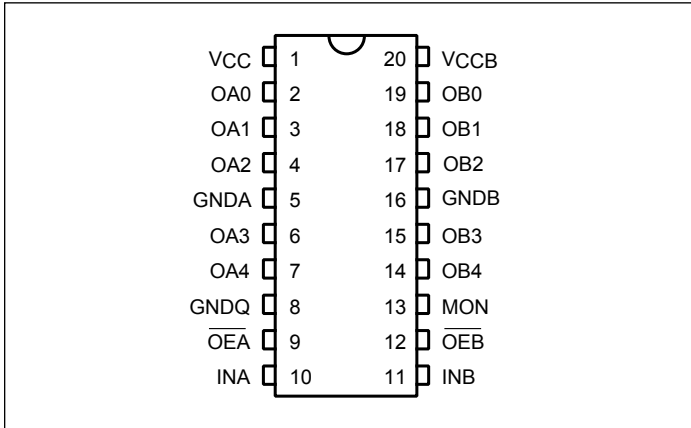 VCC 1 20 VCCB
OA0 2 19 OB0
OA1 3 18 OB1
OA2 4 17 OB2
GNDA 5 16 GNDB
OA3 6 15 OB3
OA4 7 14 OB4
GNDQ 8 13 MON
O̅E̅A̅ 9 12 O̅E̅B̅
INA 10 11 INB